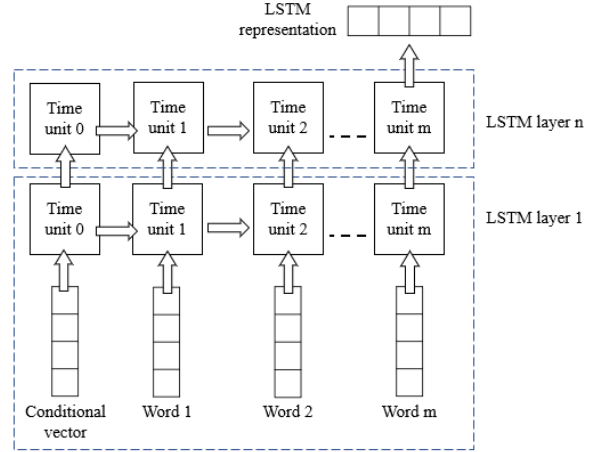 LSTM
representation
Time
unit 0
Time
unit 1
Time
unit 2
Time
unit m
LSTM layer n
Time
unit 0
Time
unit 1
Time
unit 2
Time
unit m
LSTM layer 1
Conditional
vector
Word 1
Word 2
Word m